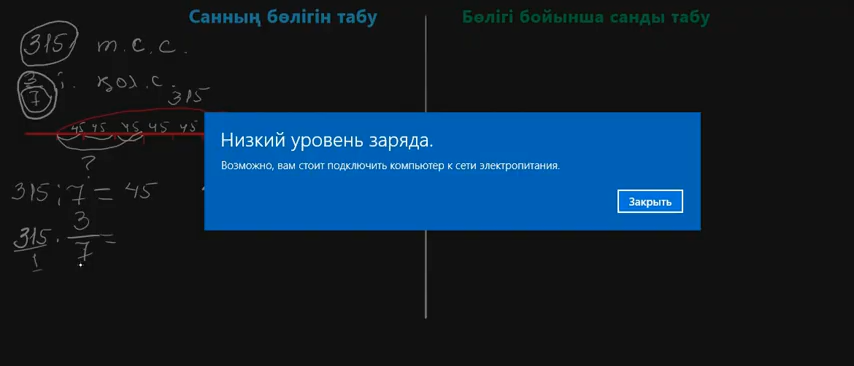 Санның бөлігін табу
Бөлігі бойынша санды табу
315 т.с.с.
3/7 і. қол.с.
315
45 45 45 45 45
?
315 : 7 = 45
315/1 · 3/7 =
Низкий уровень заряда.
Возможно, вам стоит подключить компьютер к сети электропитания.
Закрыть